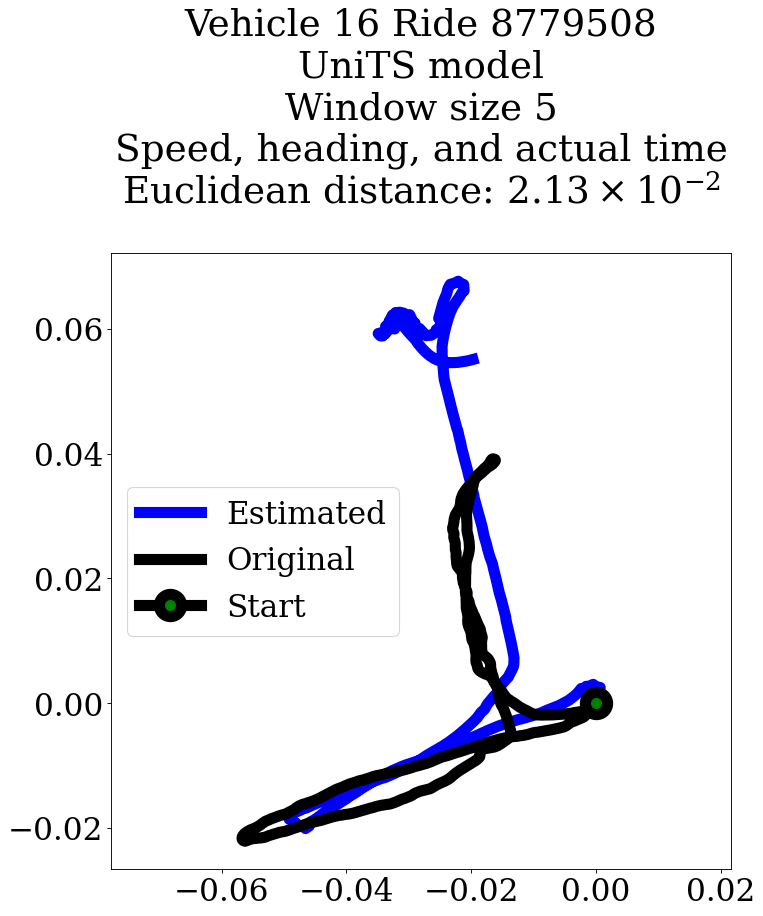 Vehicle 16 Ride 8779508
UniTS model
Window size 5
Speed, heading, and actual time
Euclidean distance: 2.13 × 10⁻²
0.06
0.04
Estimated
Original
0.02
Start
0.00
−0.02
−0.06 −0.04 −0.02 0.00 0.02